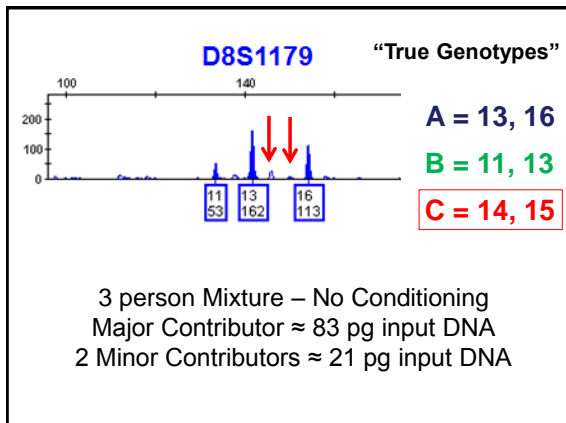 D8S1179
“True Genotypes”
100 140
200
100
0
11 13 16
53 162 113
A = 13, 16
B = 11, 13
C = 14, 15
3 person Mixture – No Conditioning
Major Contributor ≈ 83 pg input DNA
2 Minor Contributors ≈ 21 pg input DNA